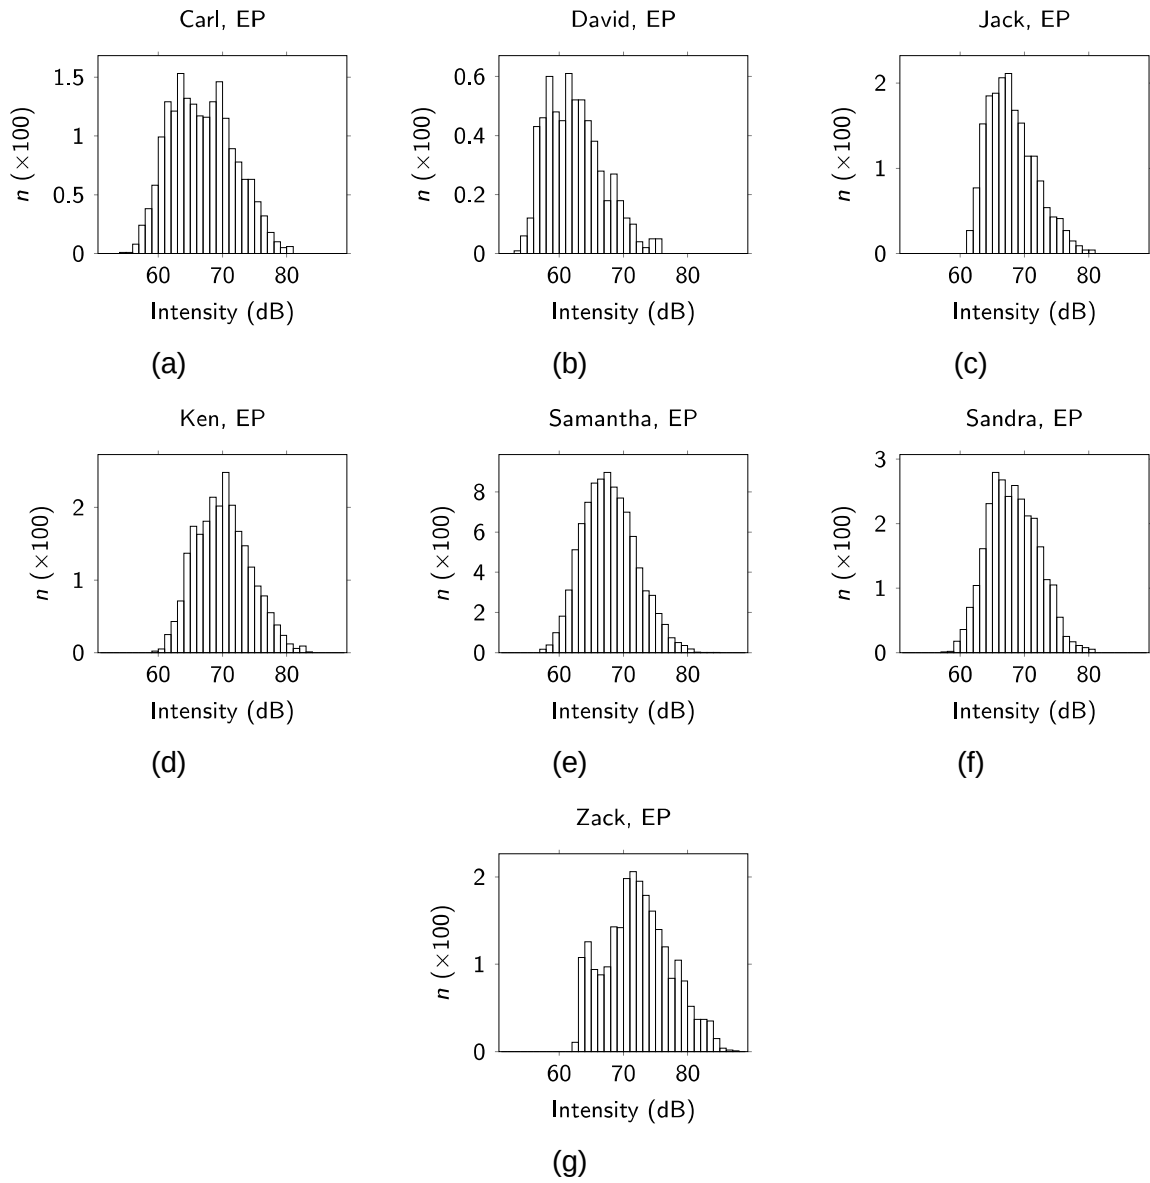 Carl, EP
David, EP
Jack, EP
1.5
1
0.5
0
n (×100)
60 70 80
Intensity (dB)
0.6
0.4
0.2
0
n (×100)
60 70 80
Intensity (dB)
2
1
0
n (×100)
60 70 80
Intensity (dB)
(a)
(b)
(c)
Ken, EP
Samantha, EP
Sandra, EP
2
1
0
n (×100)
60 70 80
Intensity (dB)
8
6
4
2
0
n (×100)
60 70 80
Intensity (dB)
3
2
1
0
n (×100)
60 70 80
Intensity (dB)
(d)
(e)
(f)
Zack, EP
2
1
0
n (×100)
60 70 80
Intensity (dB)
(g)